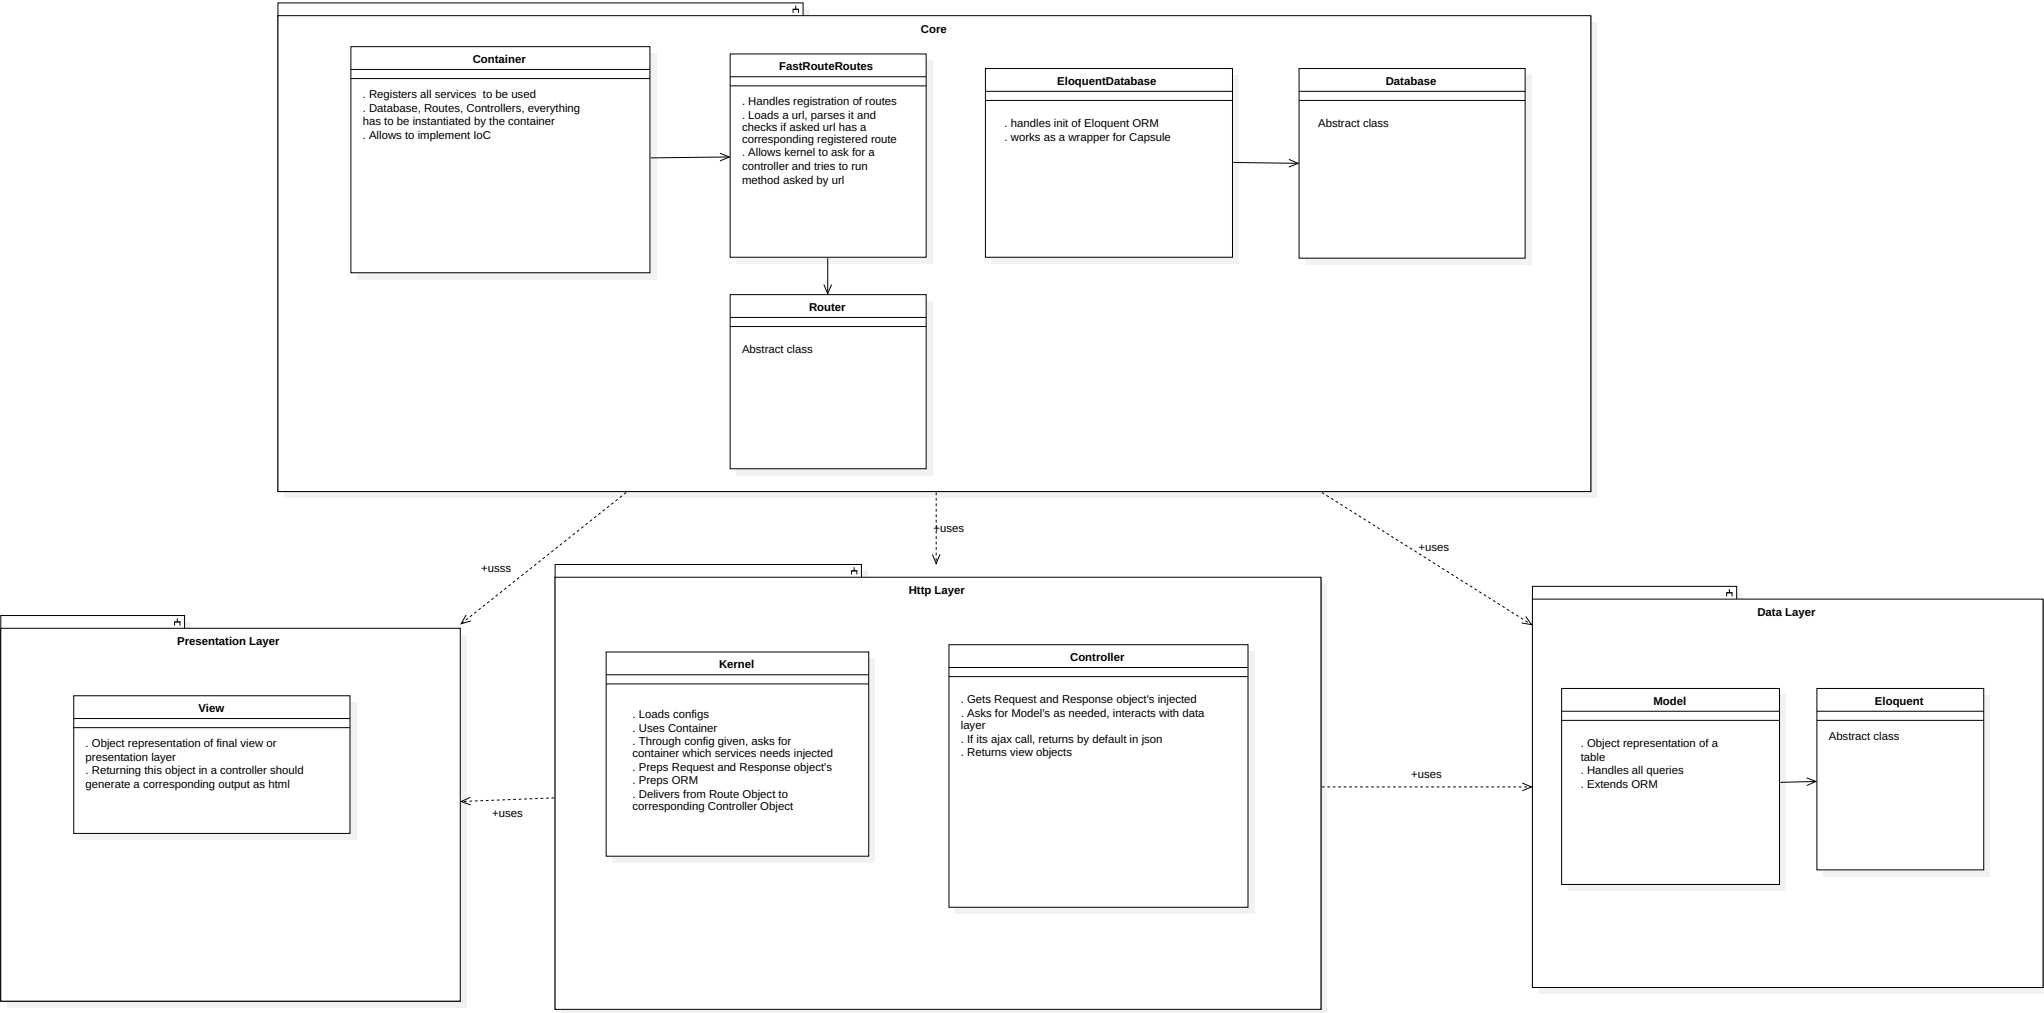 Core
Container
. Registers all services  to be used
. Database, Routes, Controllers, everything
has to be instantiated by the container
. Allows to implement IoC
FastRouteRoutes
. Handles registration of routes
. Loads a url, parses it and
checks if asked url has a
corresponding registered route
. Allows kernel to ask for a
controller and tries to run
method asked by url
EloquentDatabase
. handles init of Eloquent ORM
. works as a wrapper for Capsule
Database
Abstract class
Router
Abstract class
+usss
+uses
+uses
Presentation Layer
View
. Object representation of final view or
presentation layer
. Returning this object in a controller should
generate a corresponding output as html
+uses
Http Layer
Kernel
. Loads configs
. Uses Container
. Through config given, asks for
container which services needs injected
. Preps Request and Response object's
. Preps ORM
. Delivers from Route Object to
corresponding Controller Object
Controller
. Gets Request and Response object's injected
. Asks for Model's as needed, interacts with data
layer
. If its ajax call, returns by default in json
. Returns view objects
+uses
Data Layer
Model
. Object representation of a
table
. Handles all queries
. Extends ORM
Eloquent
Abstract class